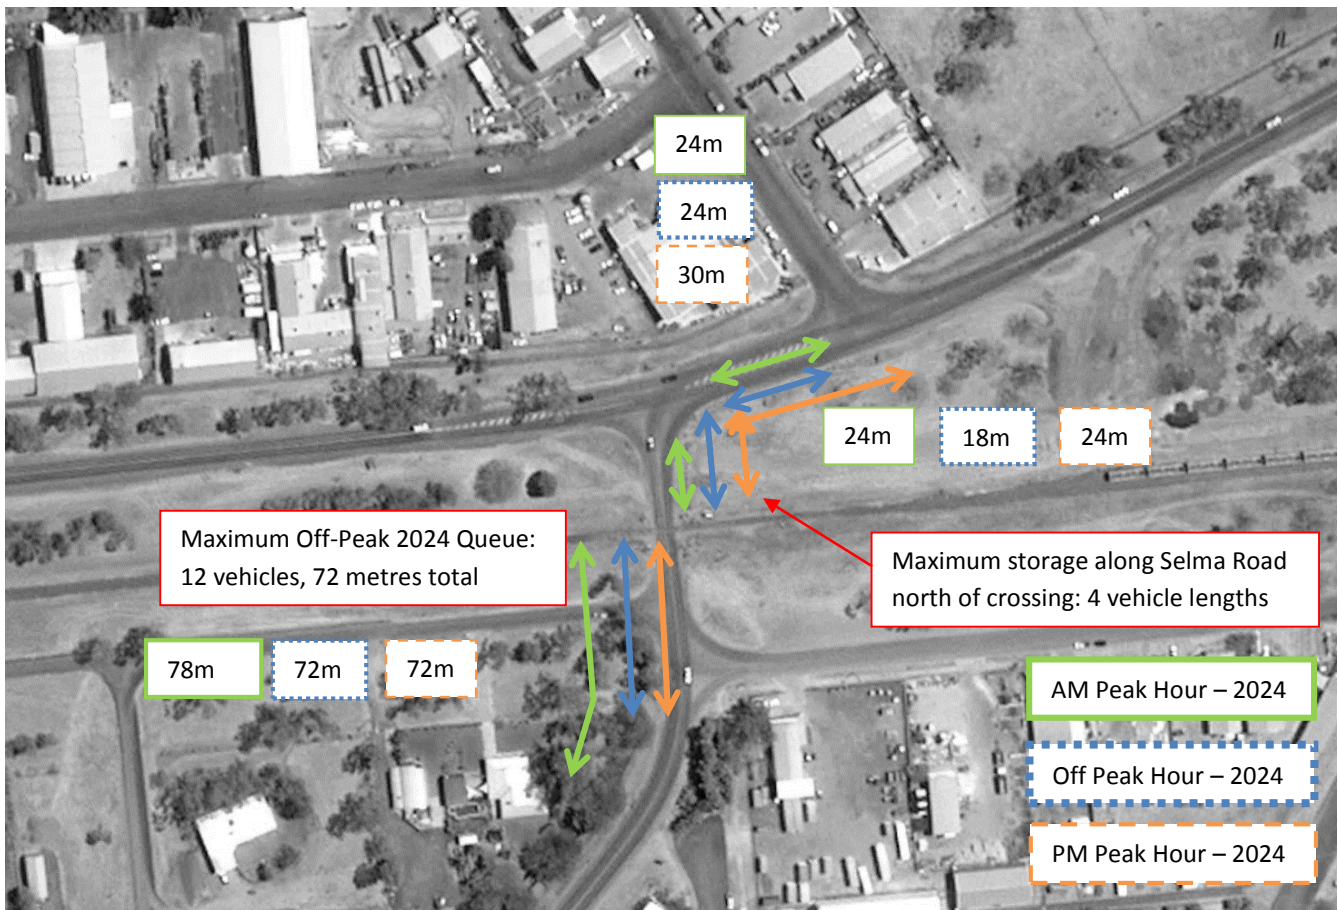 24m
24m
30m
24m
18m
24m
Maximum Off-Peak 2024 Queue:
12 vehicles, 72 metres total
Maximum storage along Selma Road
north of crossing: 4 vehicle lengths
78m
72m
72m
AM Peak Hour – 2024
Off Peak Hour – 2024
PM Peak Hour – 2024